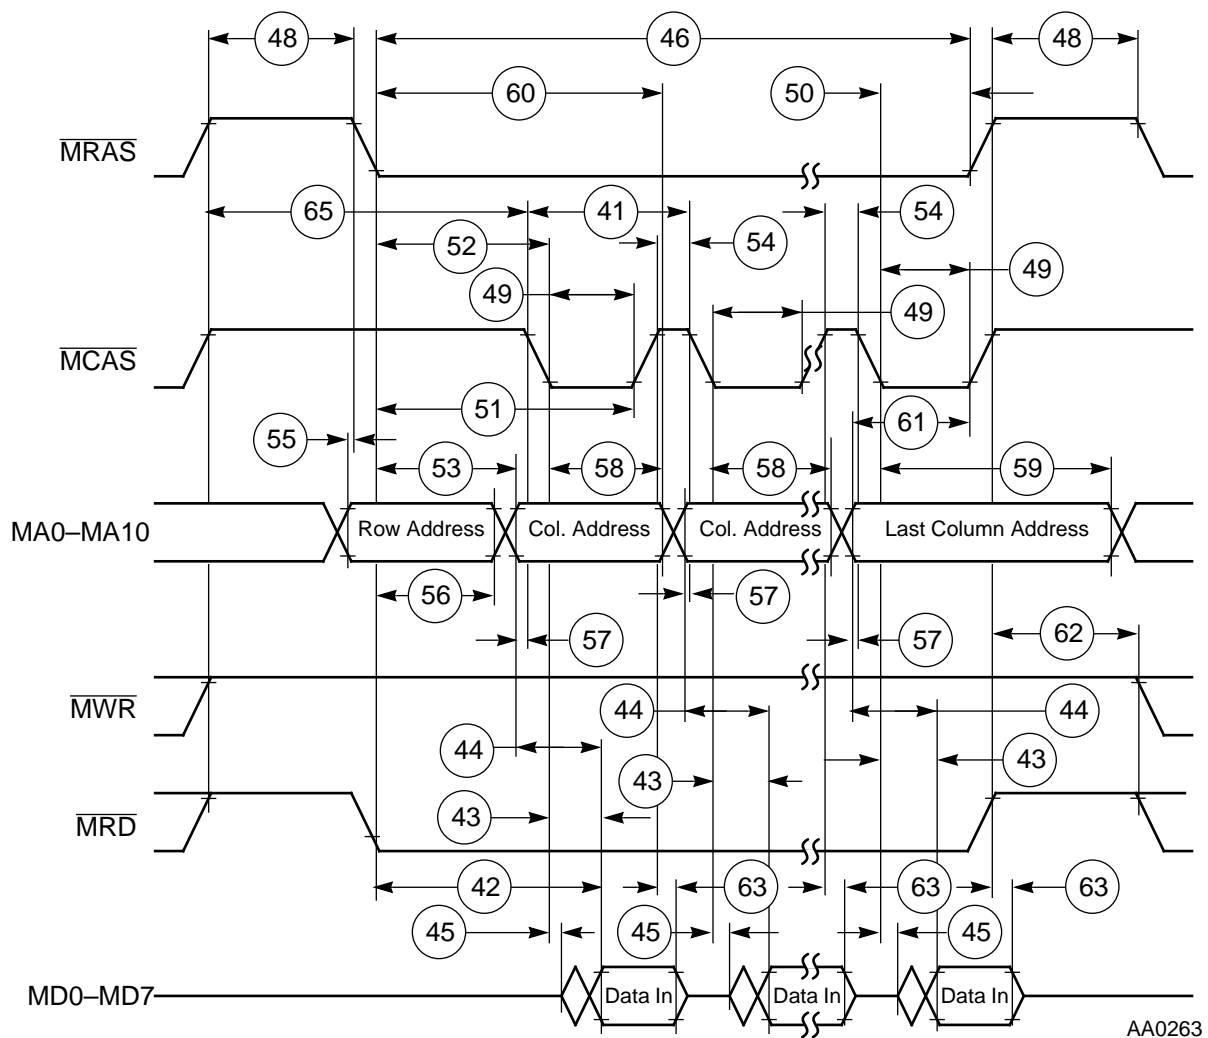 48 46 48
60 50
MRAS
65 41 54
52 54
49 49
49
MCAS
51 61
55
53 58 58 59
MA0–MA10 Row Address Col. Address Col. Address Last Column Address
56 57
57 57 62
MWR 44 44
44 43 43
MRD 43
42 63 63 63
45 45 45
MD0–MD7 Data In Data In Data In
AA0263